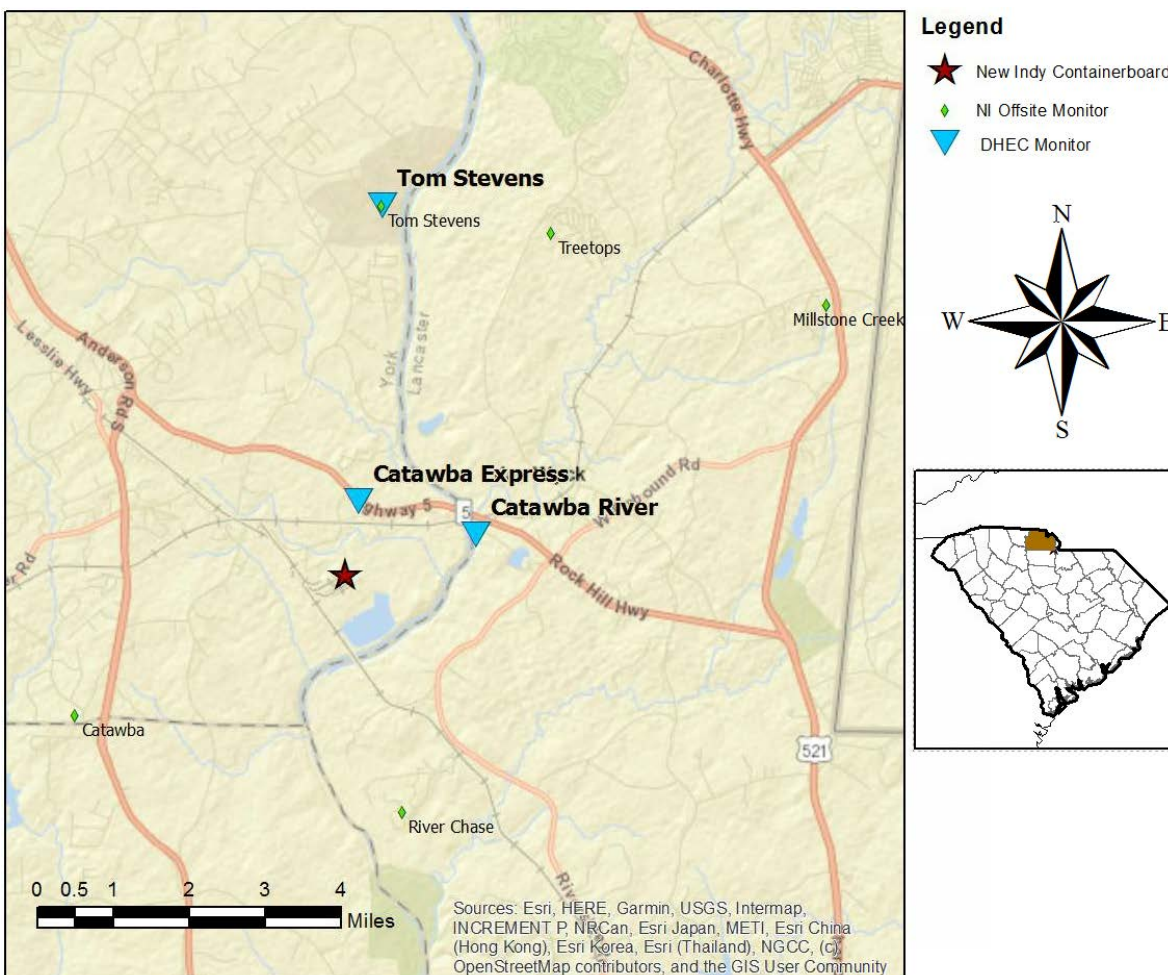 Legend
New Indy Containerboard
NI Offsite Monitor
DHEC Monitor
Charlotte Hwy
Tom Stevens
Tom Stevens
Treetops
Millstone Creek
N
W
E
S
Lesslie Hwy
Anderson Rd S
York
Lancaster
Catawba Express
Highway 5
5
Catawba River
Rd
Rock Hill Hwy
Rd
Catawba
521
River Chase
0 0.5 1 2 3 4
Miles
Sources: Esri, HERE, Garmin, USGS, Intermap,
INCREMENT P, NRCan, Esri Japan, METI, Esri China
(Hong Kong), Esri Korea, Esri (Thailand), NGCC, (c)
OpenStreetMap contributors, and the GIS User Community